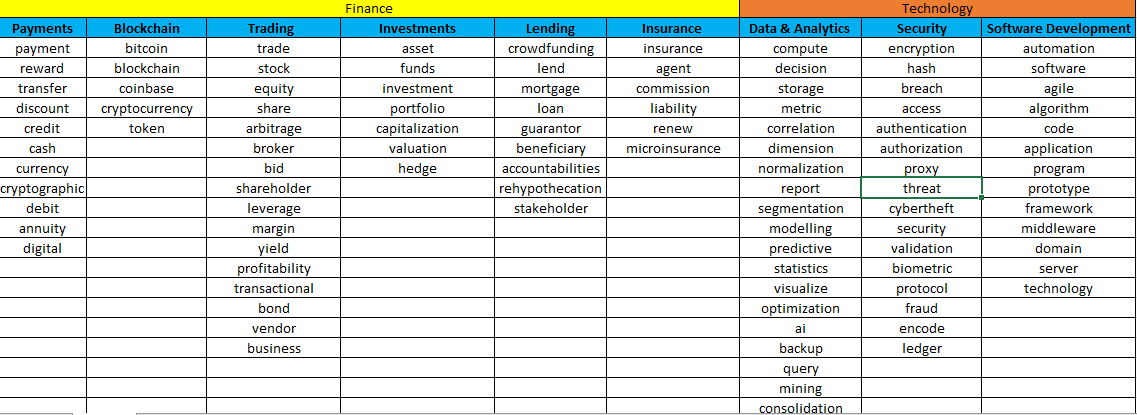 Finance Technology
Payments Blockchain Trading Investments Lending Insurance Data & Analytics Security Software Development
payment bitcoin trade asset crowdfunding insurance compute encryption automation
reward blockchain stock funds lend agent decision hash software
transfer coinbase equity investment mortgage commission storage breach agile
discount cryptocurrency share portfolio loan liability metric access algorithm
credit token arbitrage capitalization guarantor renew correlation authentication code
cash broker valuation beneficiary microinsurance dimension authorization application
currency bid hedge accountabilities normalization proxy program
cryptographic shareholder rehypothecation report threat prototype
debit leverage stakeholder segmentation cybertheft framework
annuity margin modelling security middleware
digital yield predictive validation domain
profitability statistics biometric server
transactional visualize protocol technology
bond optimization fraud
vendor ai encode
business backup ledger
query
mining
consolidation